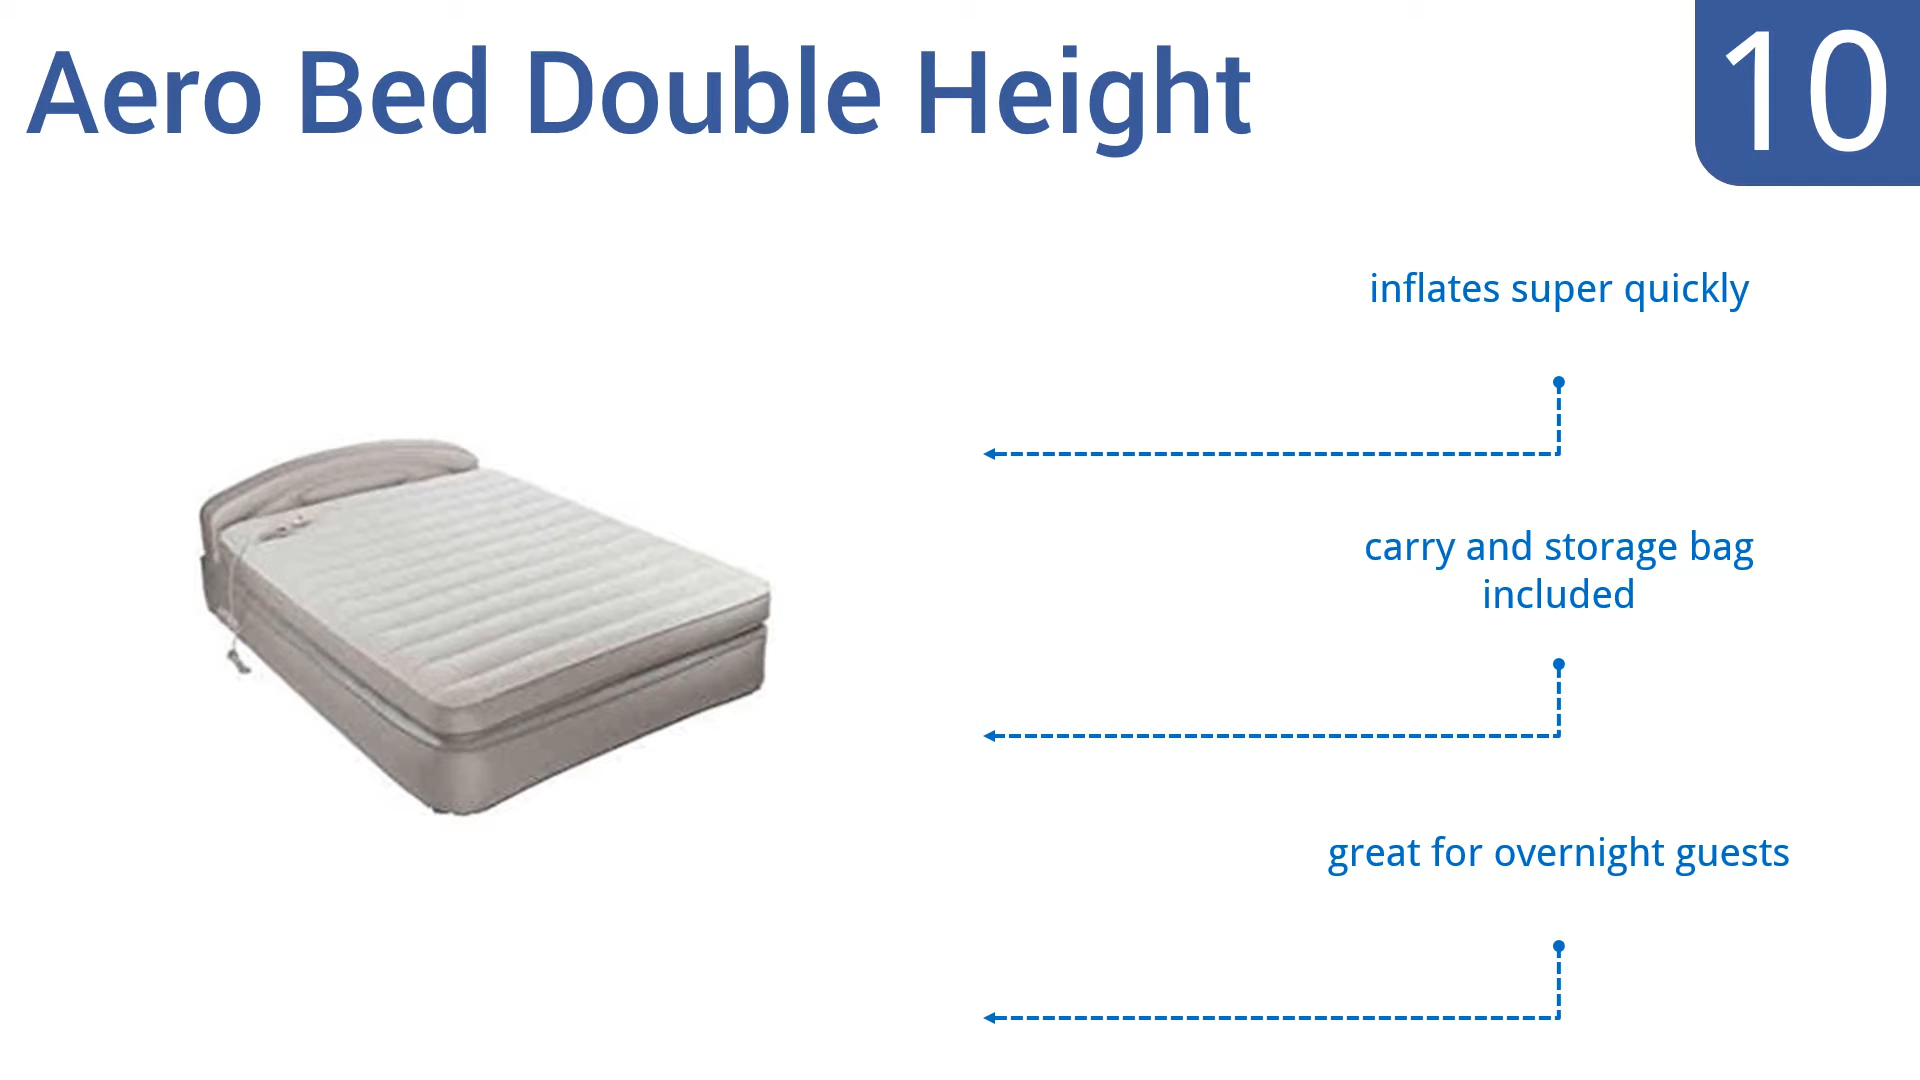 Aero Bed Double Height
10
inflates super quickly
carry and storage bag
included
great for overnight guests